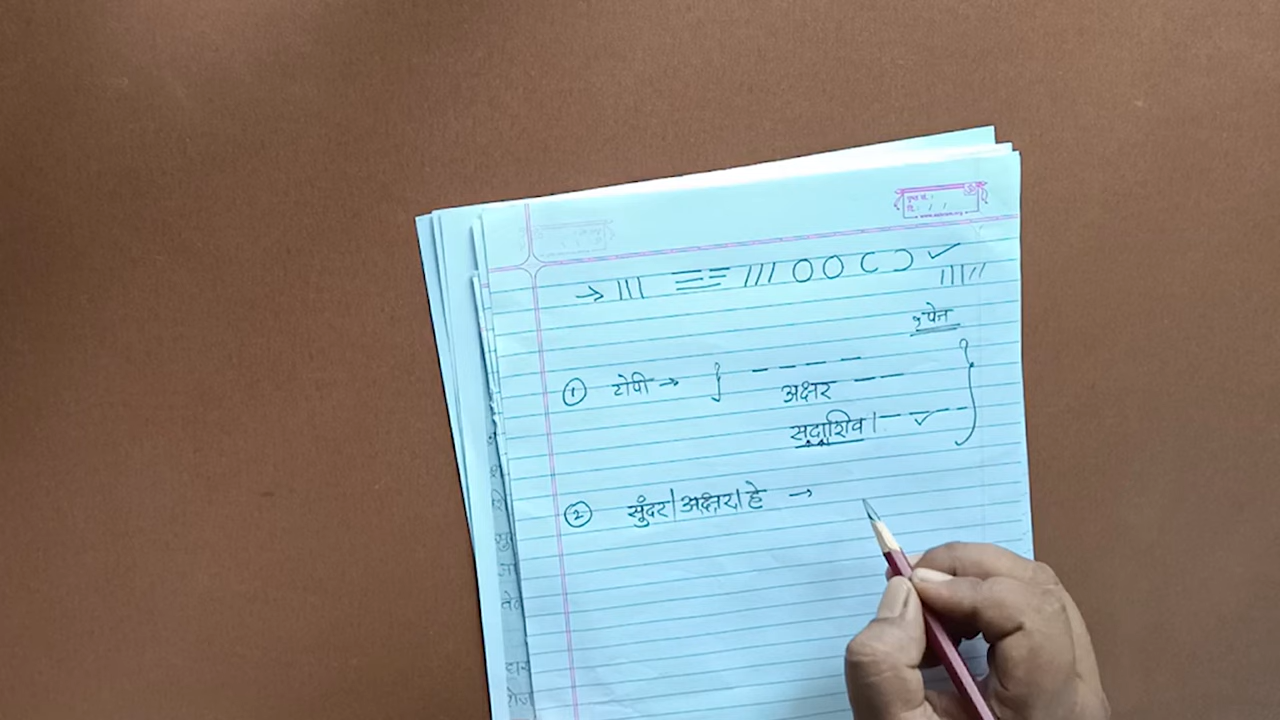 पेन
① टोपी →
अक्षर
सदाशिव।
② सुंदर|अक्षर|हे →